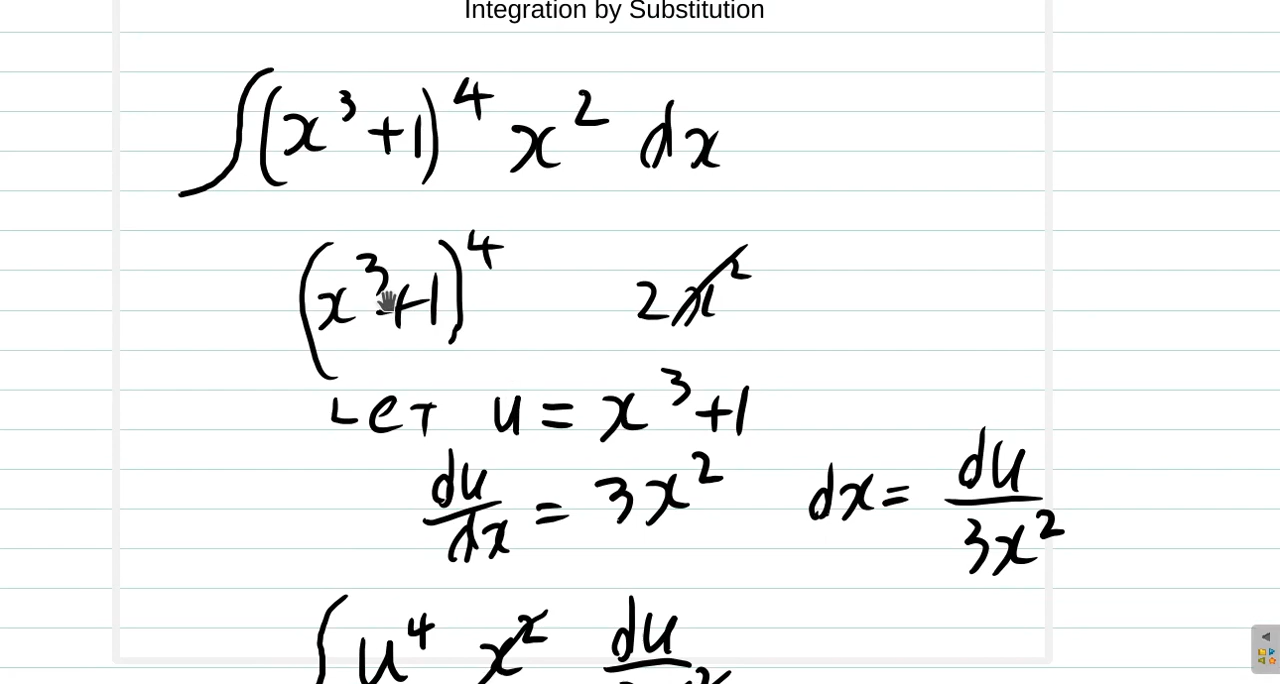 Integration by Substitution
∫(x³+1)⁴ x² dx
(x³+1)⁴ 2x²
Let u = x³+1
du/dx = 3x² dx = du/3x²
∫ u⁴ x² du